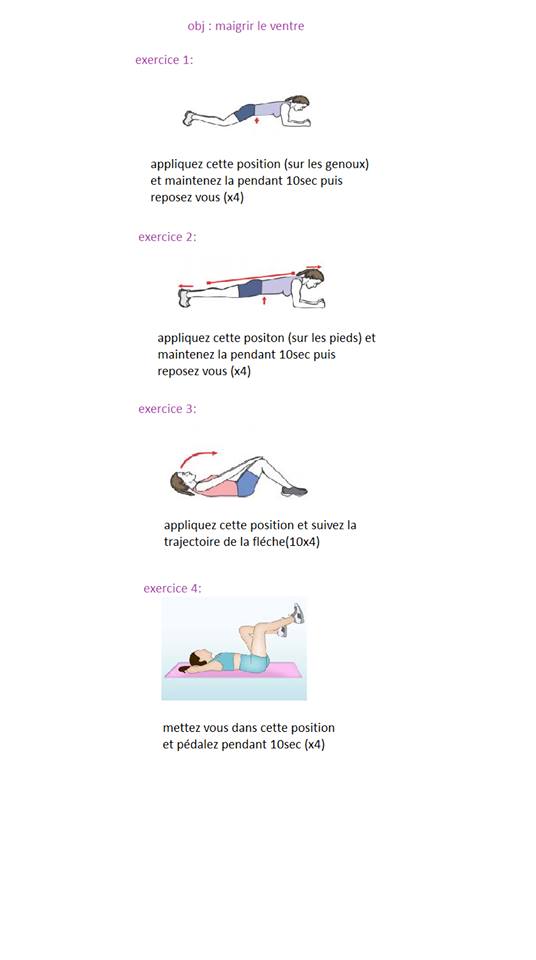 obj : maigrir le ventre
exercice 1:
appliquez cette position (sur les genoux)
et maintenez la pendant 10sec puis
reposez vous (x4)
exercice 2:
appliquez cette positon (sur les pieds) et
maintenez la pendant 10sec puis
reposez vous (x4)
exercice 3:
appliquez cette position et suivez la
trajectoire de la fléche(10x4)
exercice 4:
mettez vous dans cette position
et pédalez pendant 10sec (x4)